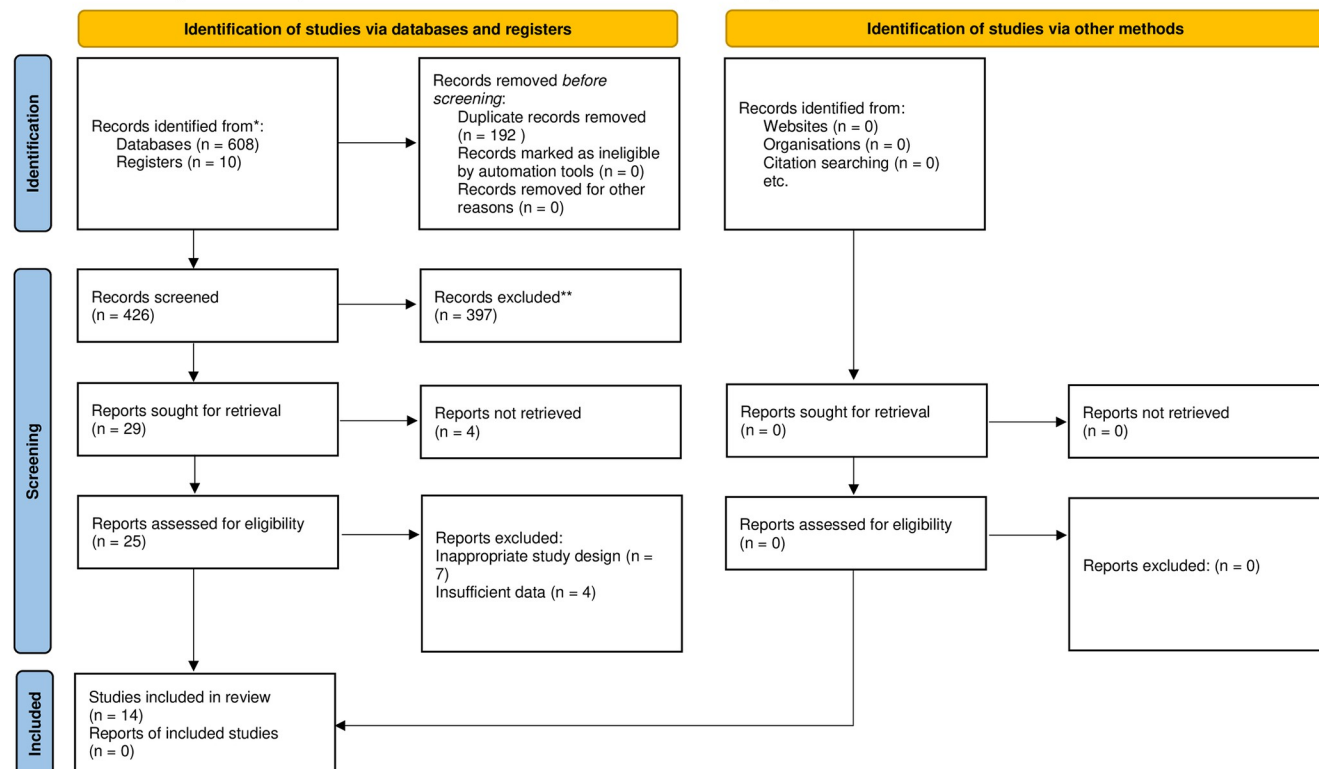 Identification of studies via databases and registers
Identification of studies via other methods
Identification
Records identified from*:
Databases (n = 608)
Registers (n = 10)
Records removed before
screening:
Duplicate records removed
(n = 192 )
Records marked as ineligible
by automation tools (n = 0)
Records removed for other
reasons (n = 0)
Records identified from:
Websites (n = 0)
Organisations (n = 0)
Citation searching (n = 0)
etc.
Screening
Records screened
(n = 426)
Records excluded**
(n = 397)
Reports sought for retrieval
(n = 29)
Reports not retrieved
(n = 4)
Reports sought for retrieval
(n = 0)
Reports not retrieved
(n = 0)
Reports assessed for eligibility
(n = 25)
Reports excluded:
Inappropriate study design (n =
7)
Insufficient data (n = 4)
Reports assessed for eligibility
(n = 0)
Reports excluded: (n = 0)
Included
Studies included in review
(n = 14)
Reports of included studies
(n = 0)